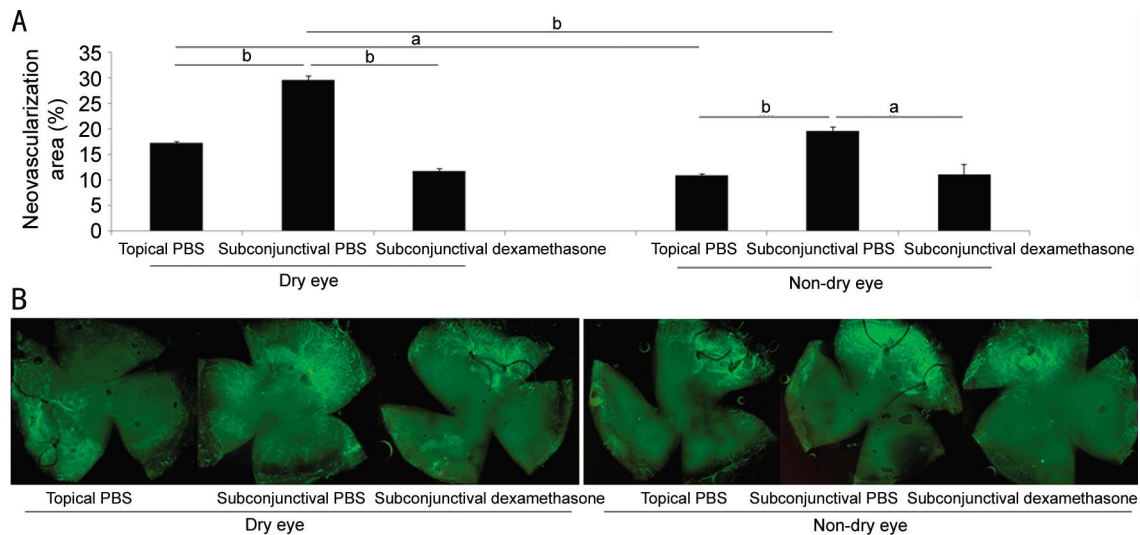 A
b
b
a
b
b
b
a
Neovascularization
area (%)
35
30
25
20
15
10
5
0
Topical PBS Subconjunctival PBS Subconjunctival dexamethasone
Dry eye
Topical PBS Subconjunctival PBS Subconjunctival dexamethasone
Non-dry eye
B
Topical PBS Subconjunctival PBS Subconjunctival dexamethasone
Dry eye
Topical PBS Subconjunctival PBS Subconjunctival dexamethasone
Non-dry eye